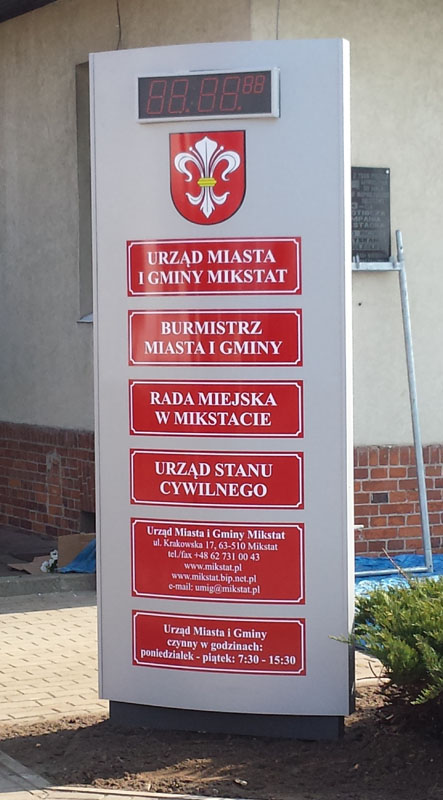 URZĄD MIASTA
I GMINY MIKSTAT
BURMISTRZ
MIASTA I GMINY
RADA MIEJSKA
W MIKSTACIE
URZĄD STANU
CYWILNEGO
Urząd Miasta i Gminy Mikstat
ul. Krakowska 17, 63-510 Mikstat
tel./fax +48 62 731 00 43
www.mikstat.pl
www.mikstat.bip.net.pl
e-mail: umig@mikstat.pl
Urząd Miasta i Gminy
czynny w godzinach:
poniedziałek - piątek: 7:30 - 15:30